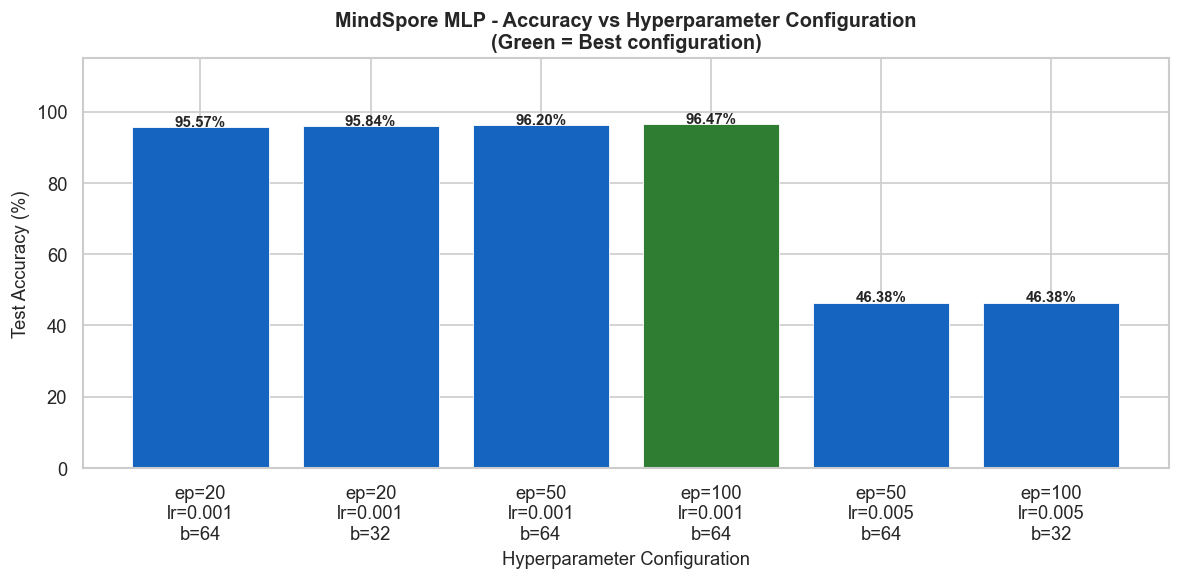 MindSpore MLP - Accuracy vs Hyperparameter Configuration
(Green = Best configuration)
Test Accuracy (%)
100
80
60
40
20
0
95.57%
95.84%
96.20%
96.47%
46.38%
46.38%
ep=20
lr=0.001
b=64
ep=20
lr=0.001
b=32
ep=50
lr=0.001
b=64
ep=100
lr=0.001
b=64
ep=50
lr=0.005
b=64
ep=100
lr=0.005
b=32
Hyperparameter Configuration